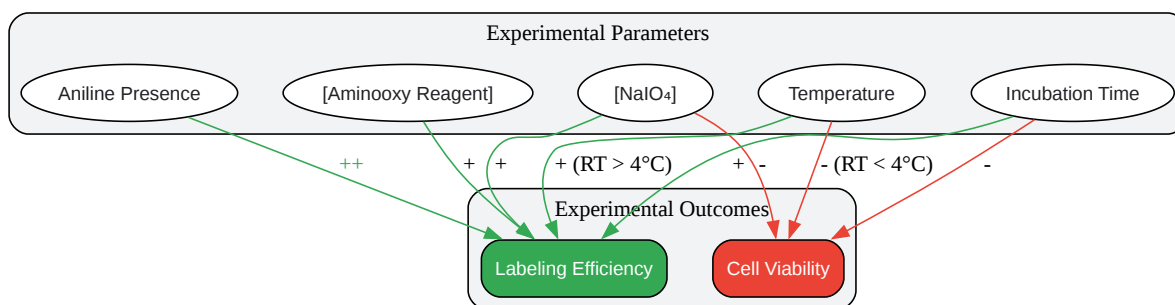 Experimental Parameters
Aniline Presence
[Aminooxy Reagent]
[NaIO₄]
Temperature
Incubation Time
++
+
+
+ (RT > 4°C)
+
-
- (RT < 4°C)
-
Experimental Outcomes
Labeling Efficiency
Cell Viability